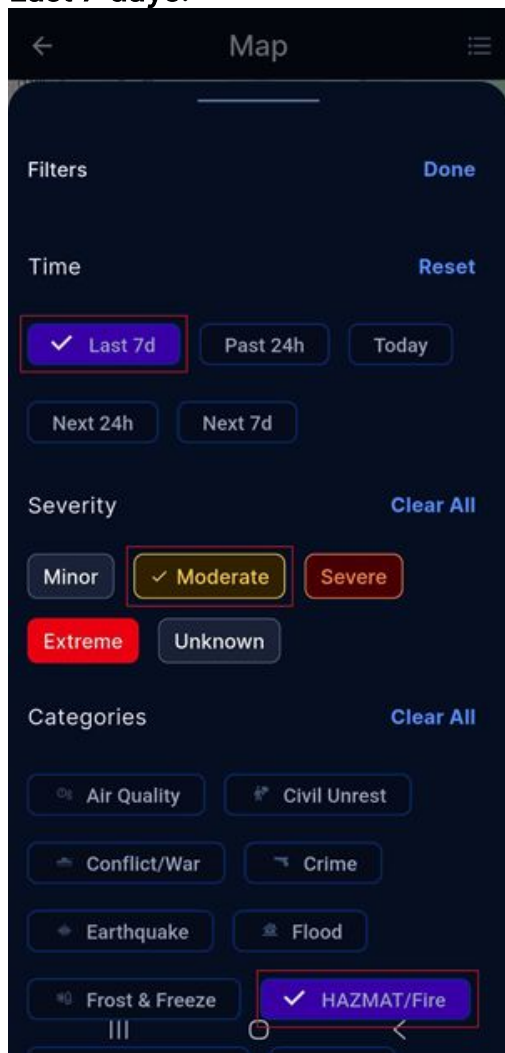 Last 7 days.
Map
Filters Done
Time Reset
Last 7d Past 24h Today
Next 24h Next 7d
Severity Clear All
Minor Moderate Severe
Extreme Unknown
Categories Clear All
Air Quality Civil Unrest
Conflict/War Crime
Earthquake Flood
Frost & Freeze HAZMAT/Fire